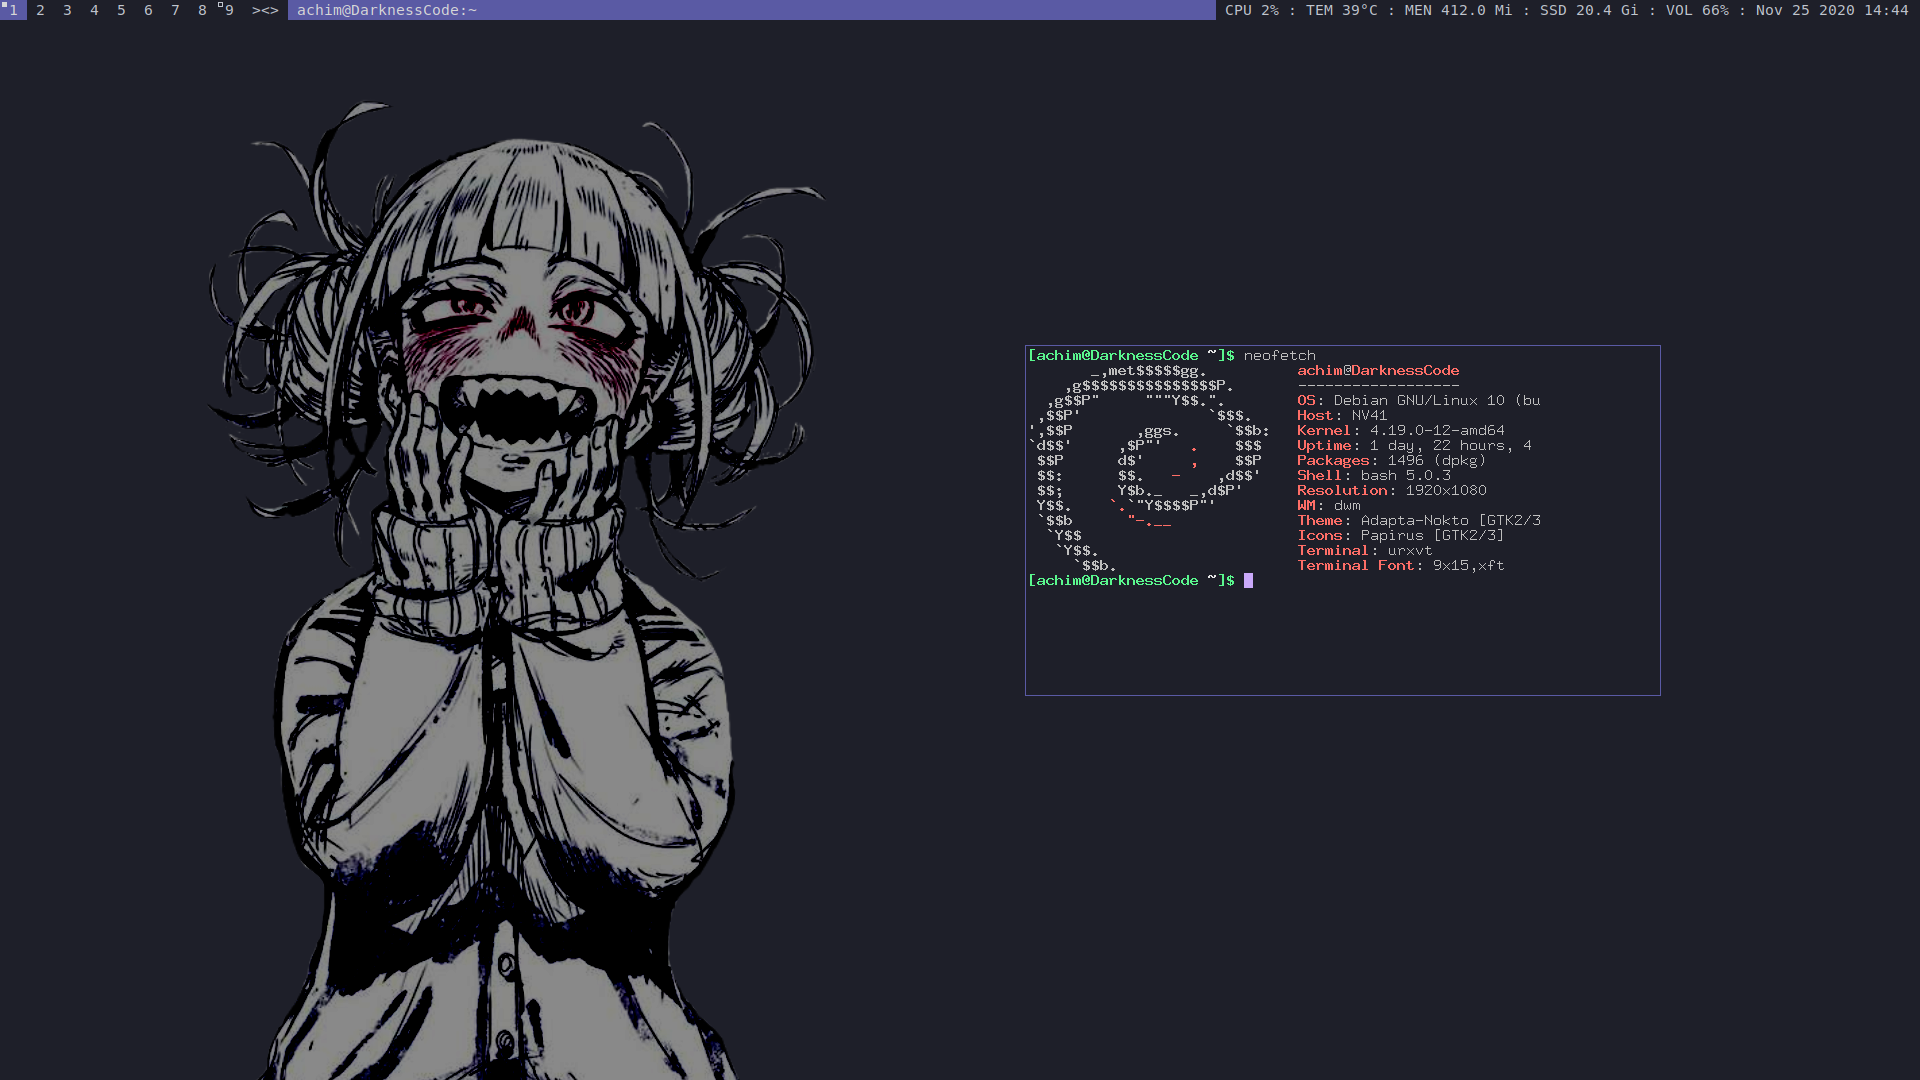 1 2 3 4 5 6 7 8 9 ><> achim@DarknessCode:~ CPU 2% : TEM 39°C : MEN 412.0 Mi : SSD 20.4 Gi : VOL 66% : Nov 25 2020 14:44
[achim@DarknessCode ~]$ neofetch
_,met$$$$$gg. achim@DarknessCode
,g$$$$$$$$$$$$$$$P. ------------------
,g$$P" """Y$$.". OS: Debian GNU/Linux 10 (bu
,$$P' `$$$. Host: NV41
',$$P ,ggs. `$$b: Kernel: 4.19.0-12-amd64
`d$$' ,$P"' . $$$ Uptime: 1 day, 22 hours, 4
$$P d$' , $$P Packages: 1496 (dpkg)
$$: $$. - ,d$$' Shell: bash 5.0.3
$$; Y$b._ _,d$P' Resolution: 1920x1080
Y$$. `.`"Y$$$$P"' WM: dwm
`$$b "-.__ Theme: Adapta-Nokto [GTK2/3
`Y$$ Icons: Papirus [GTK2/3]
`Y$$. Terminal: urxvt
`$$b. Terminal Font: 9x15,xft
[achim@DarknessCode ~]$